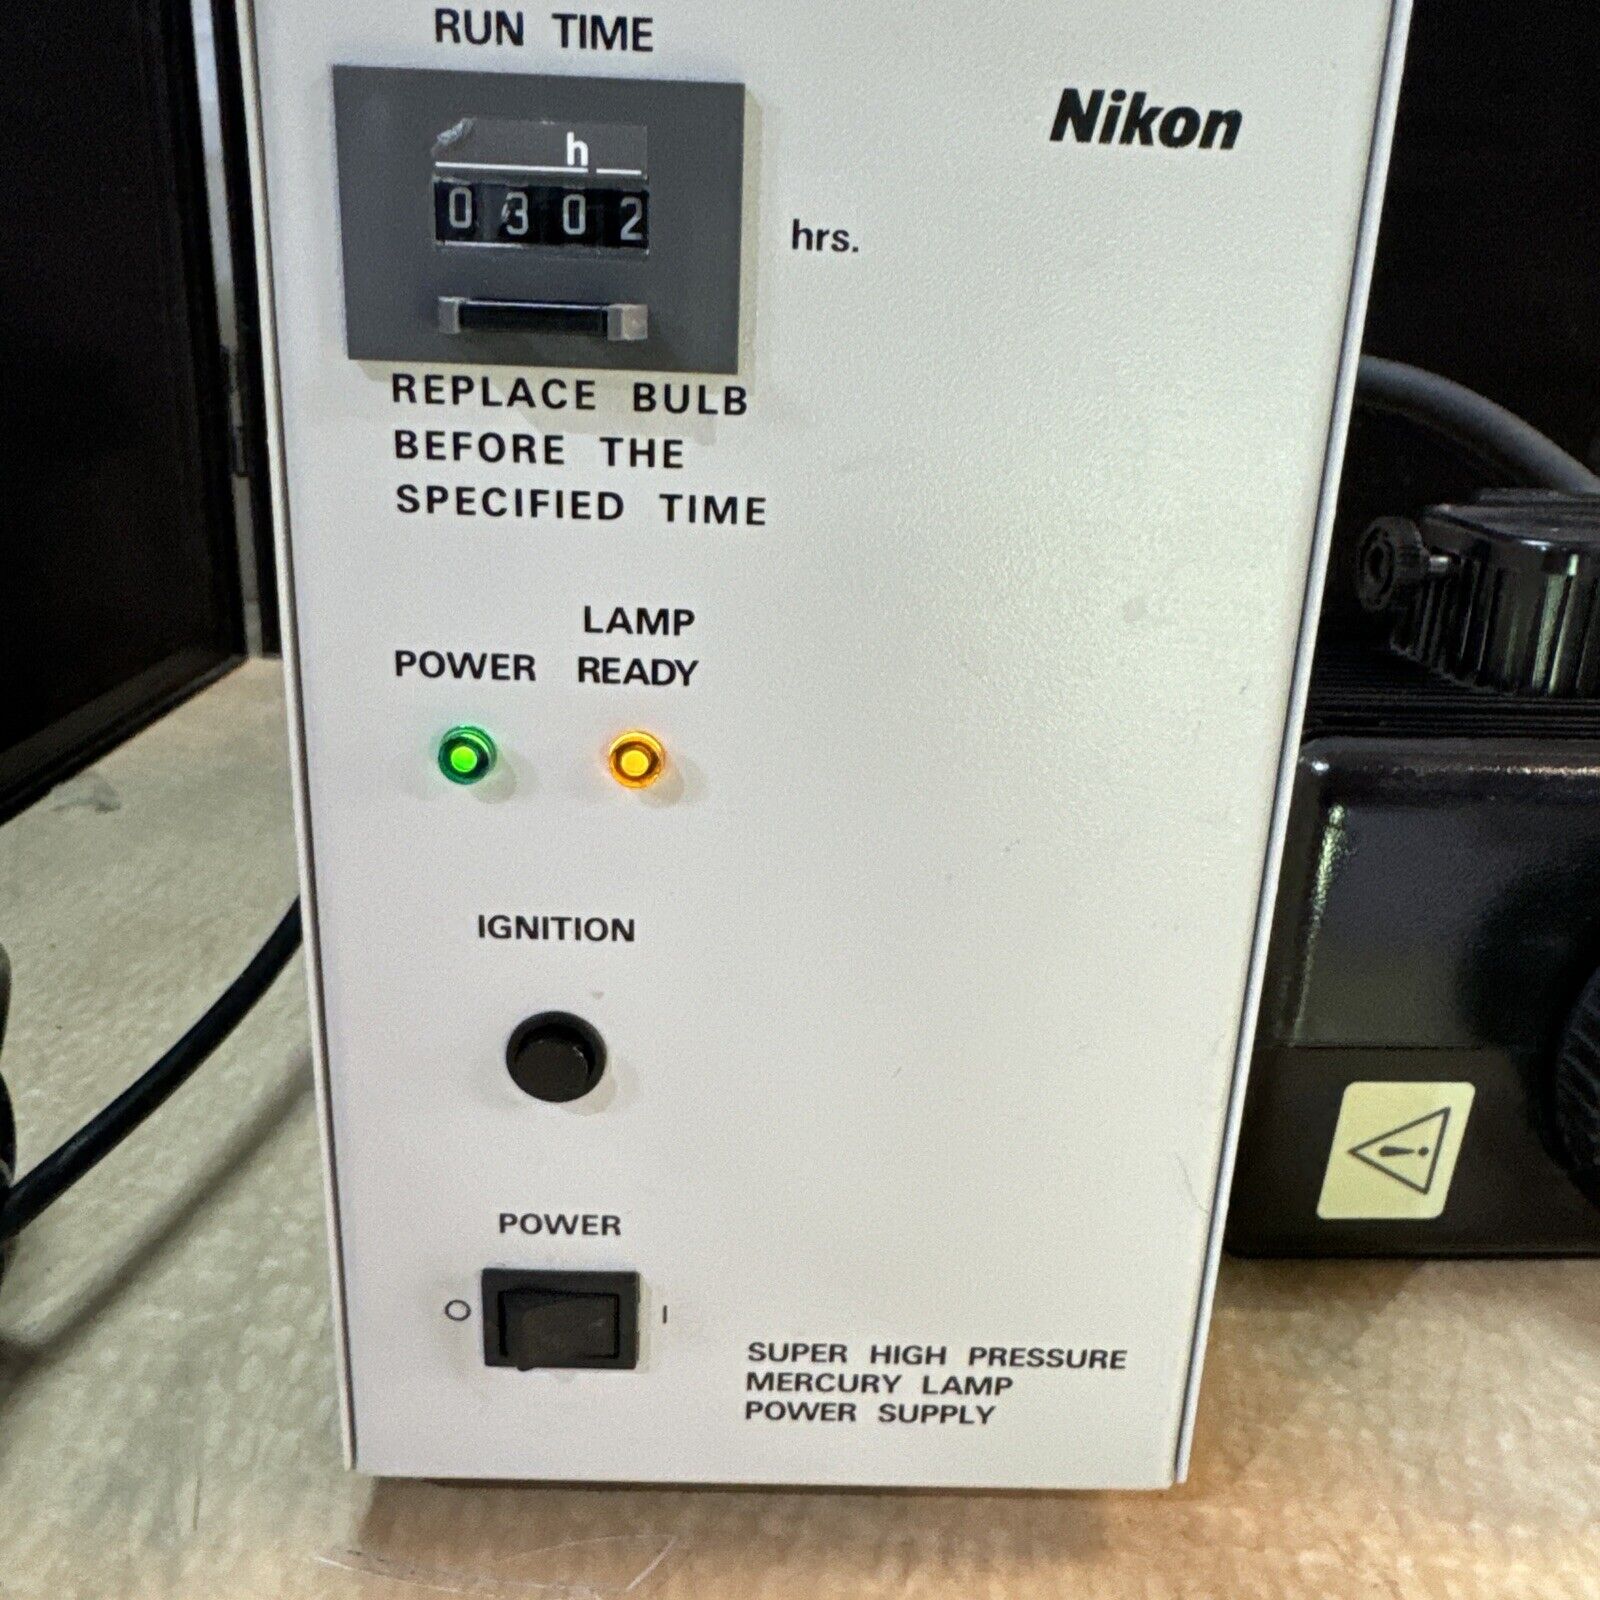 RUN TIME
Nikon
h
0302
hrs.
REPLACE BULB
BEFORE THE
SPECIFIED TIME
LAMP
POWER READY
IGNITION
POWER
O I
SUPER HIGH PRESSURE
MERCURY LAMP
POWER SUPPLY